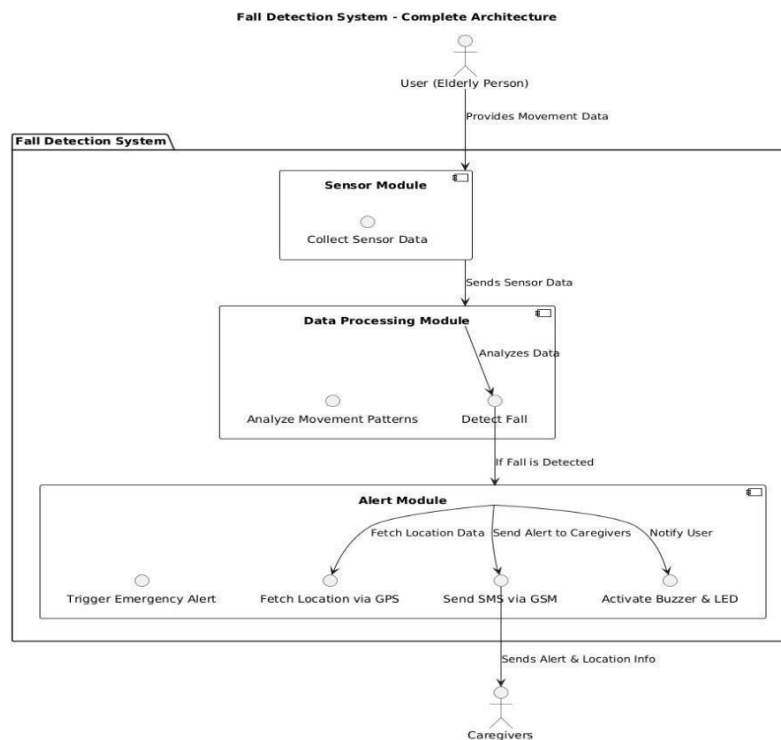 Fall Detection System - Complete Architecture
User (Elderly Person)
Provides Movement Data
Fall Detection System
Sensor Module
Collect Sensor Data
Sends Sensor Data
Data Processing Module
Analyzes Data
Analyze Movement Patterns
Detect Fall
If Fall is Detected
Alert Module
Fetch Location Data
Send Alert to Caregivers
Notify User
Trigger Emergency Alert
Fetch Location via GPS
Send SMS via GSM
Activate Buzzer & LED
Sends Alert & Location Info
Caregivers